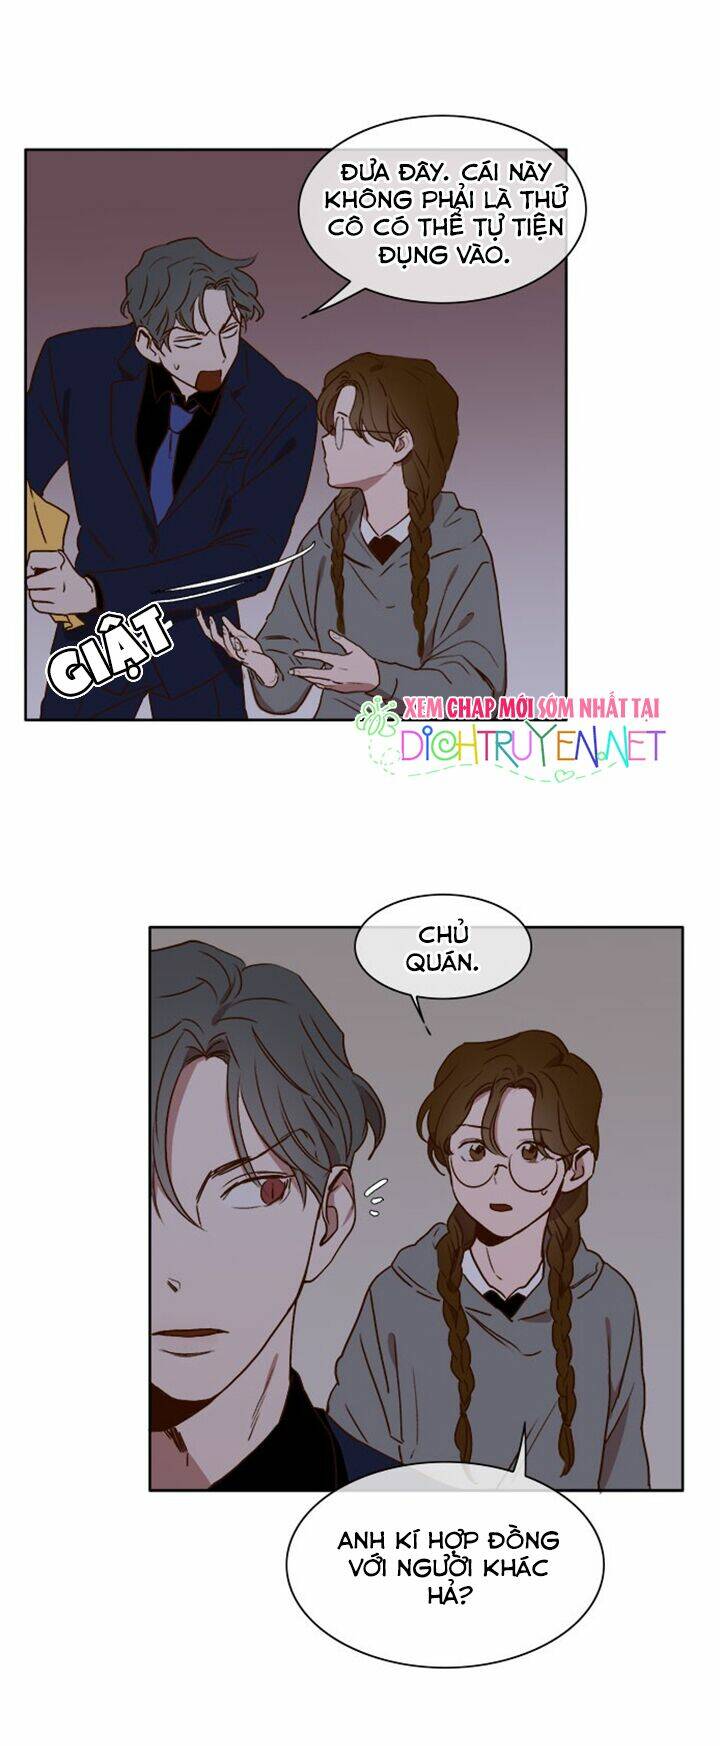 ĐƯA ĐÂY. CÁI NÀY
KHÔNG PHẢI LÀ THỨ
CÔ CÓ THỂ TỰ TIỆN
ĐỤNG VÀO.
GIẬT
XEM CHAP MỚI SỚM NHẤT TẠI
DICHTRUYEN.NET
CHỦ
QUÁN.
ANH KÍ HỢP ĐỒNG
VỚI NGƯỜI KHÁC
HẢ?